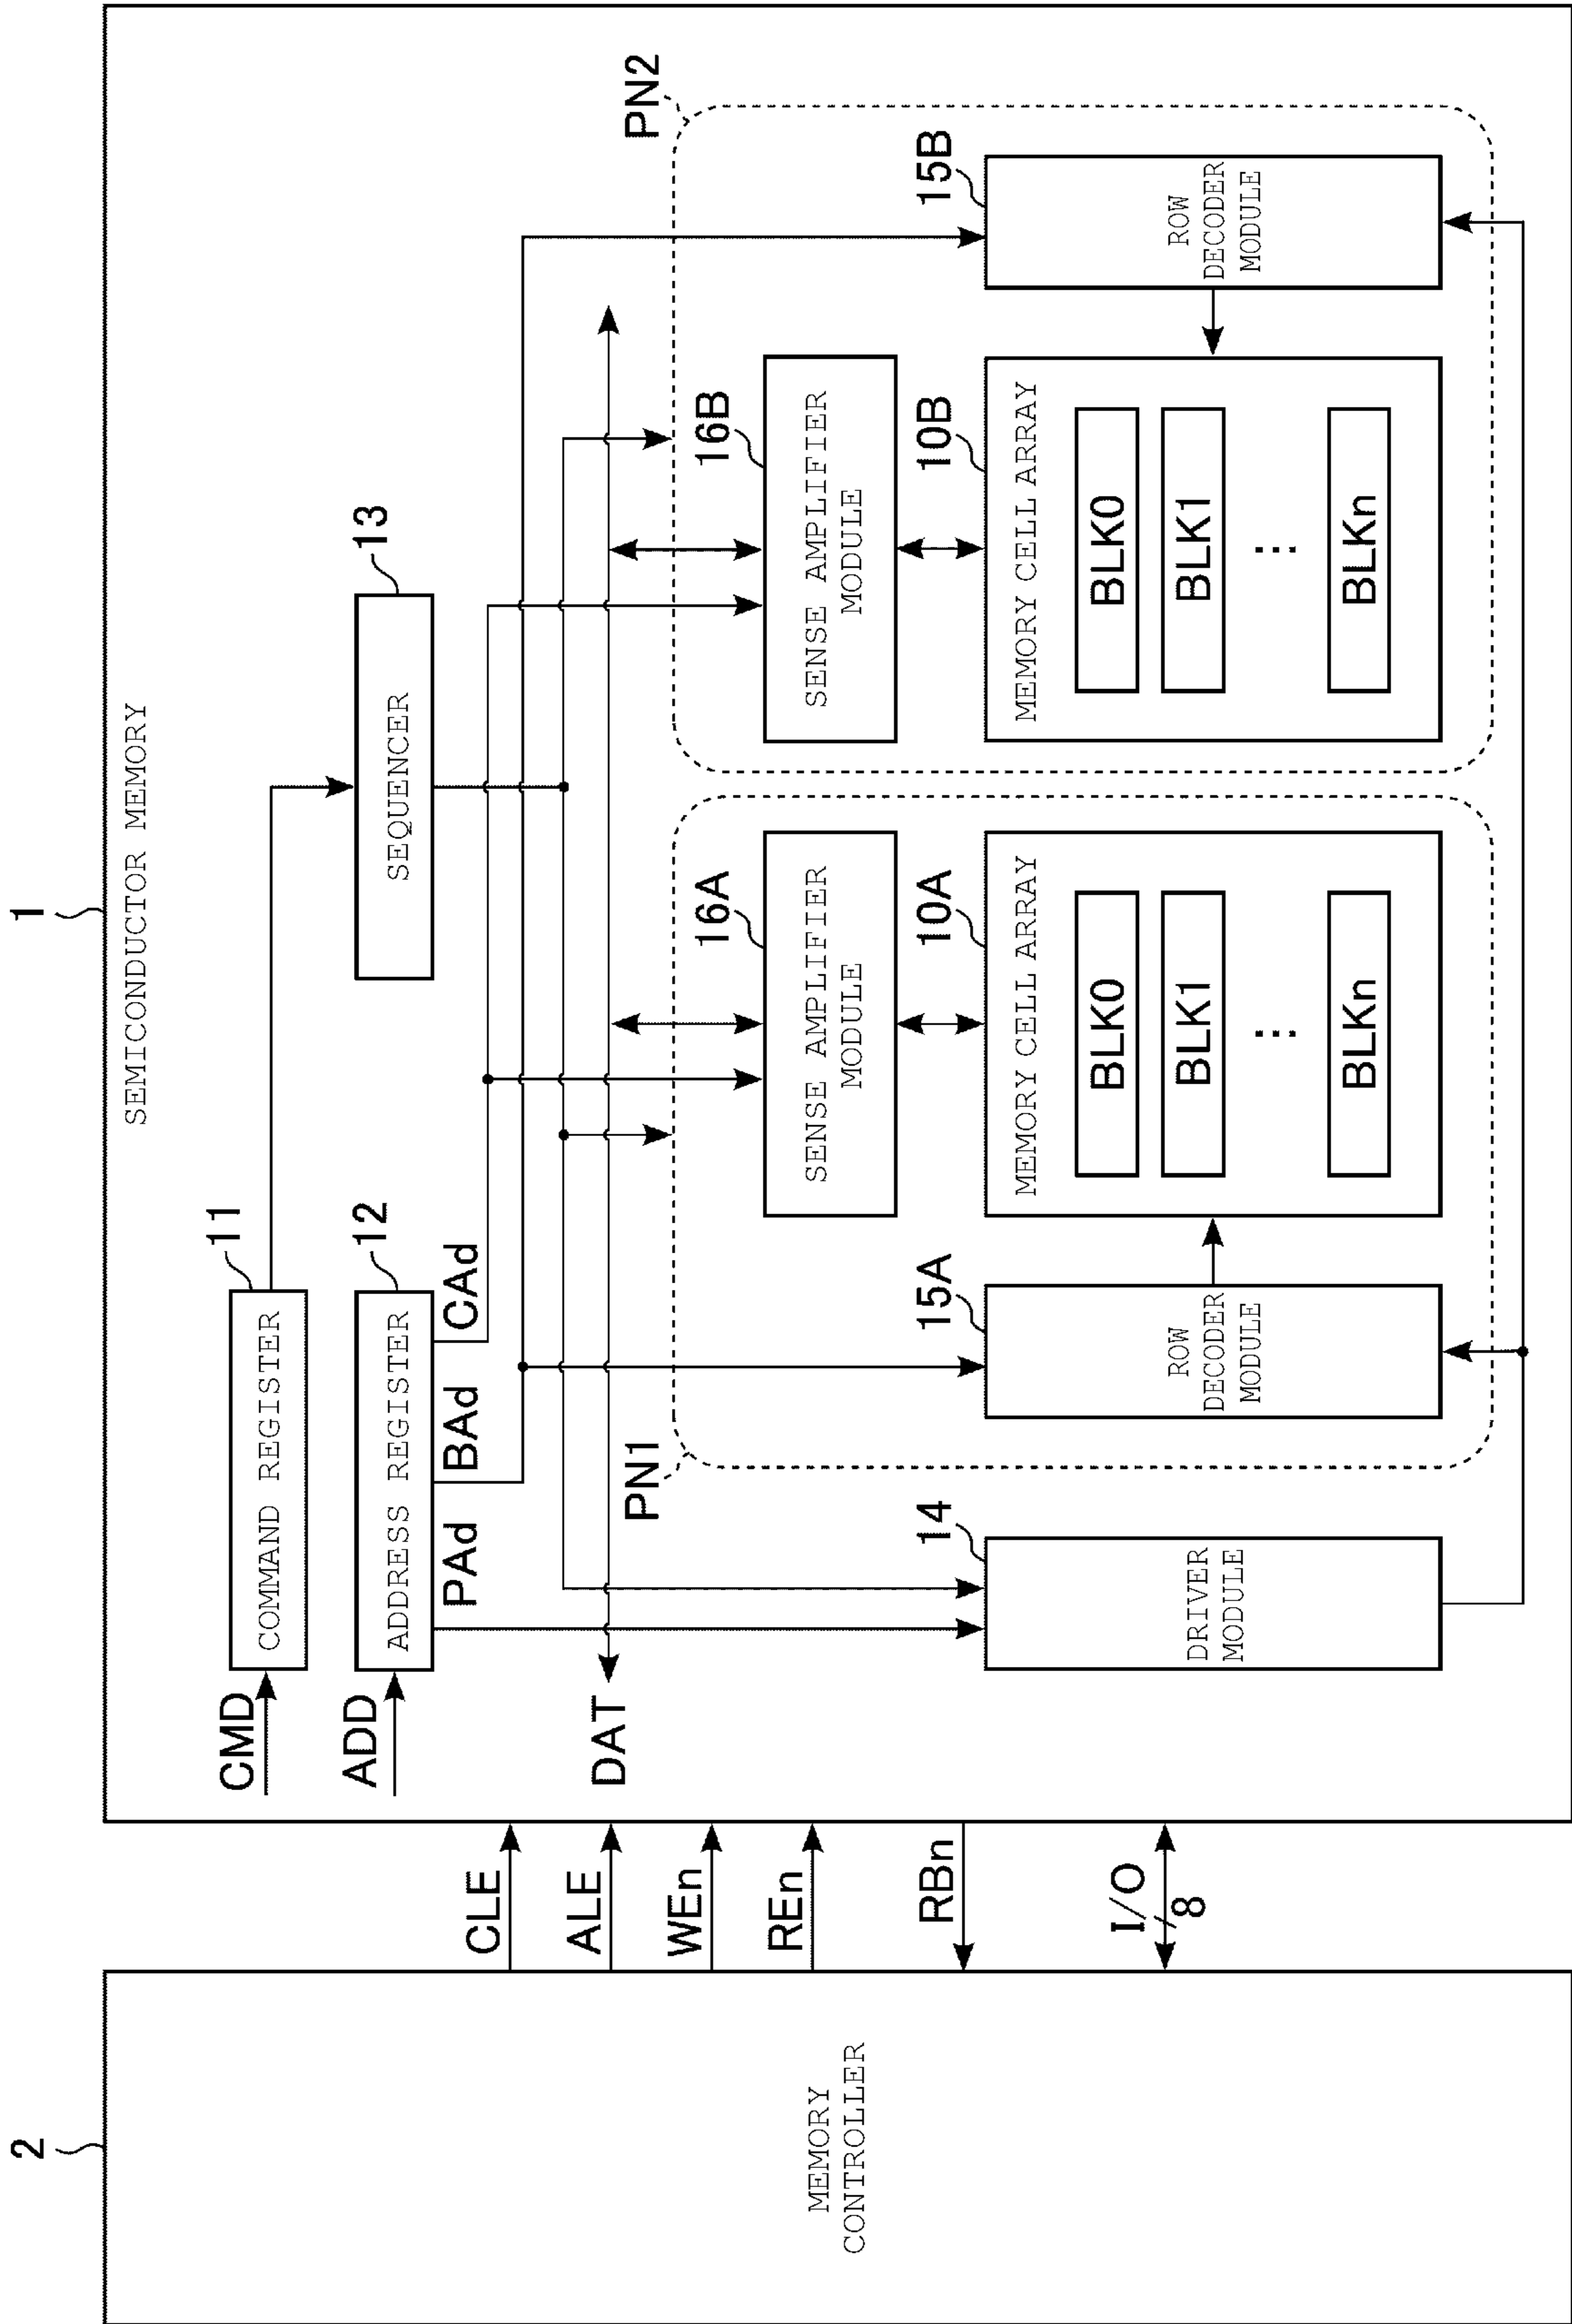 2
1
MEMORY
CONTROLLER
SEMICONDUCTOR MEMORY
CLE
ALE
WEn
REn
RBn
I/O
8
CMD
COMMAND REGISTER
11
ADD
ADDRESS REGISTER
12
PAd
BAd
CAd
SEQUENCER
13
DAT
PN1
PN2
14
DRIVER
MODULE
15A
ROW
DECODER
MODULE
16A
SENSE AMPLIFIER
MODULE
10A
MEMORY CELL ARRAY
BLK0
BLK1
...
BLKn
16B
SENSE AMPLIFIER
MODULE
10B
MEMORY CELL ARRAY
BLK0
BLK1
...
BLKn
15B
ROW
DECODER
MODULE